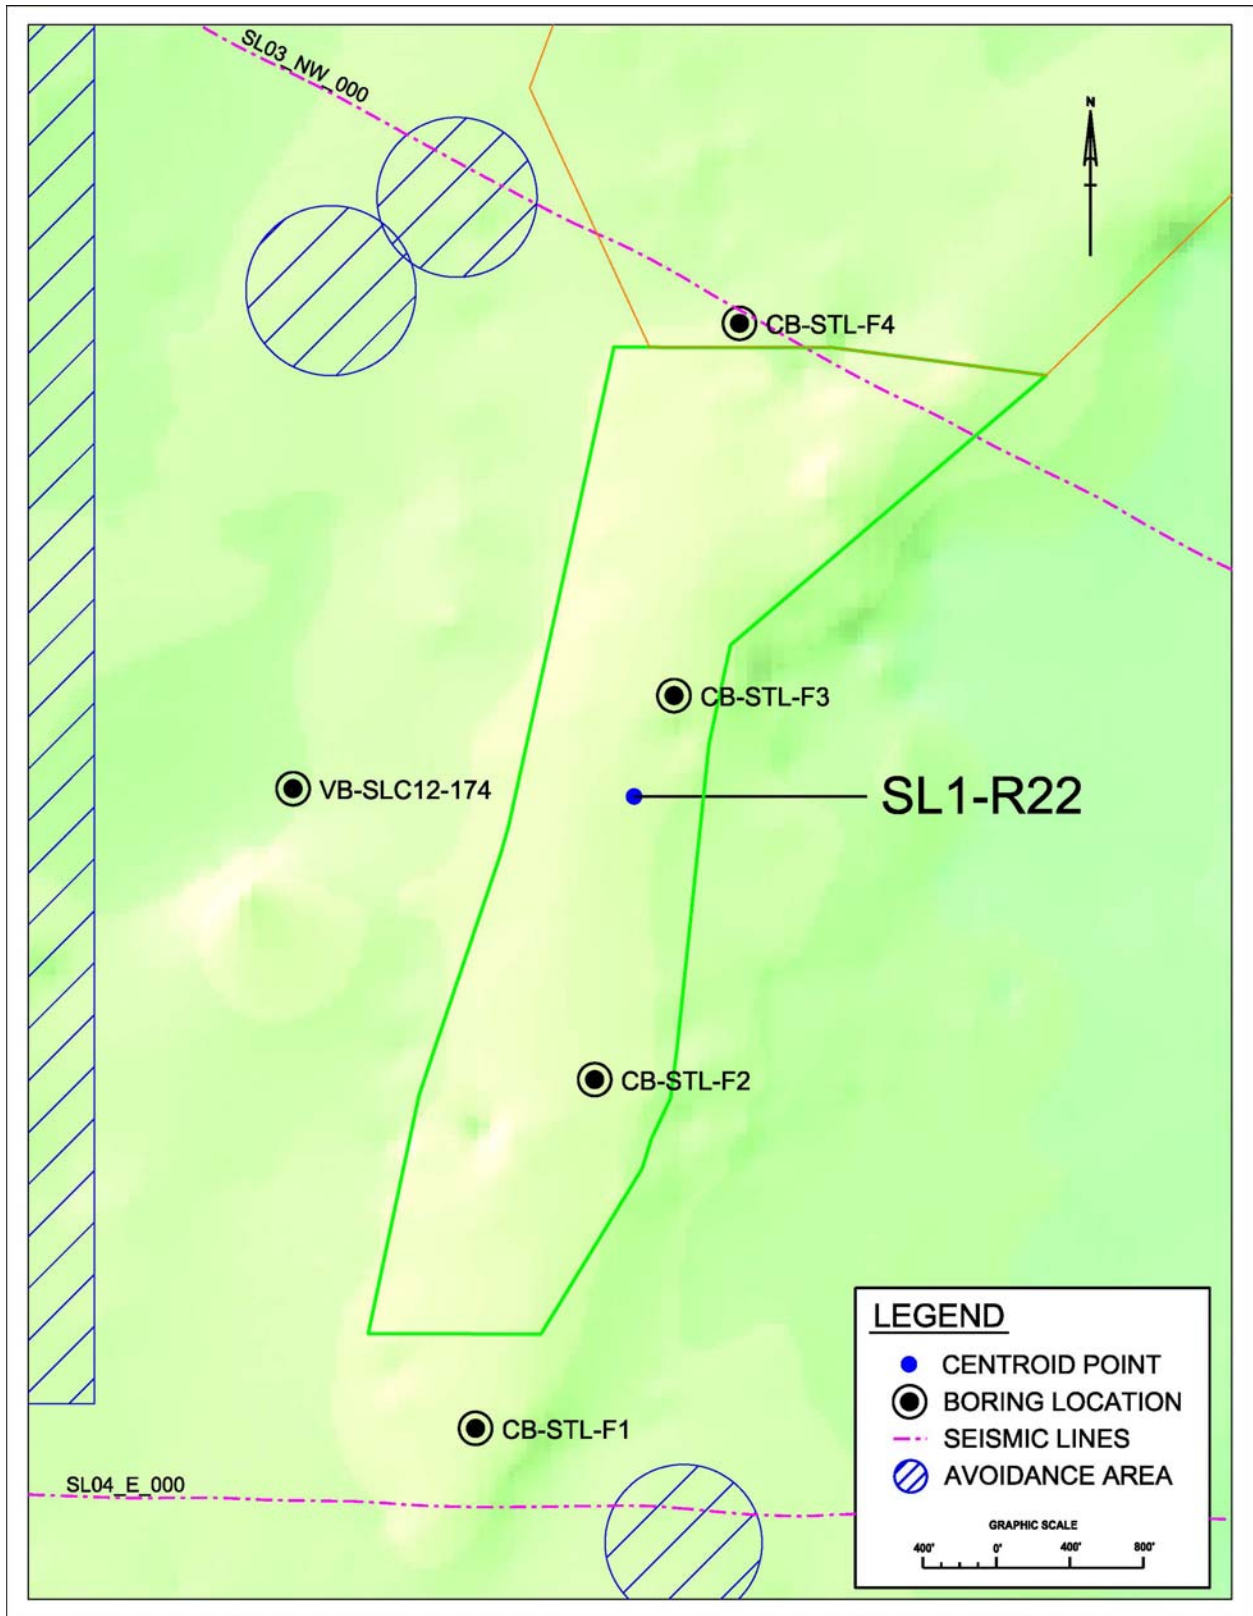 SL03_NW_000
N
CB-STL-F4
CB-STL-F3
VB-SLC12-174
SL1-R22
CB-STL-F2
CB-STL-F1
SL04_E_000
LEGEND
CENTROID POINT
BORING LOCATION
SEISMIC LINES
AVOIDANCE AREA
GRAPHIC SCALE
400' 0' 400' 800'